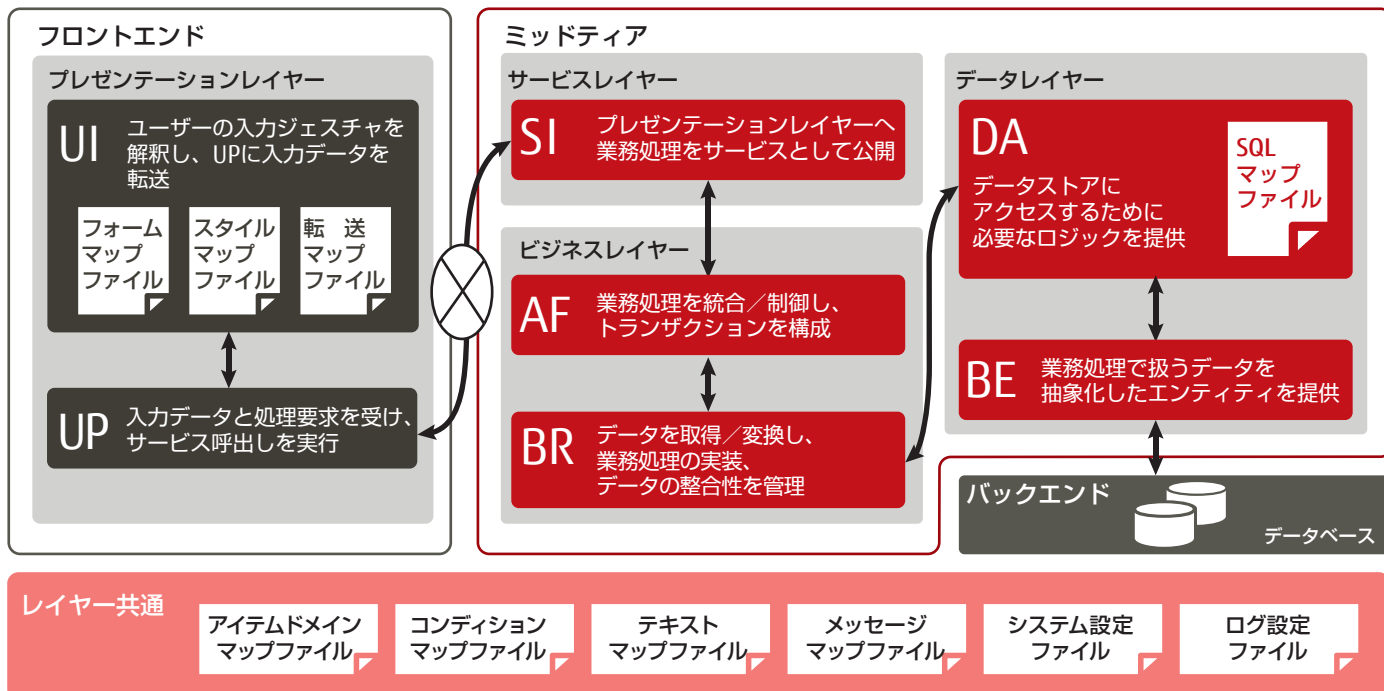 フロントエンド
プレゼンテーションレイヤー
UI
ユーザーの入力ジェスチャを
解釈し、UPに入力データを
転送
フォーム
マップ
ファイル
スタイル
マップ
ファイル
転　送
マップ
ファイル
UP
入力データと処理要求を受け、
サービス呼出しを実行
ミッドティア
サービスレイヤー
SI
プレゼンテーションレイヤーへ
業務処理をサービスとして公開
ビジネスレイヤー
AF
業務処理を統合／制御し、
トランザクションを構成
BR
データを取得／変換し、
業務処理の実装、
データの整合性を管理
データレイヤー
DA
データストアに
アクセスするために
必要なロジックを提供
SQL
マップ
ファイル
BE
業務処理で扱うデータを
抽象化したエンティティを提供
バックエンド
データベース
レイヤー共通
アイテムドメイン
マップファイル
コンディション
マップファイル
テキスト
マップファイル
メッセージ
マップファイル
システム設定
ファイル
ログ設定
ファイル